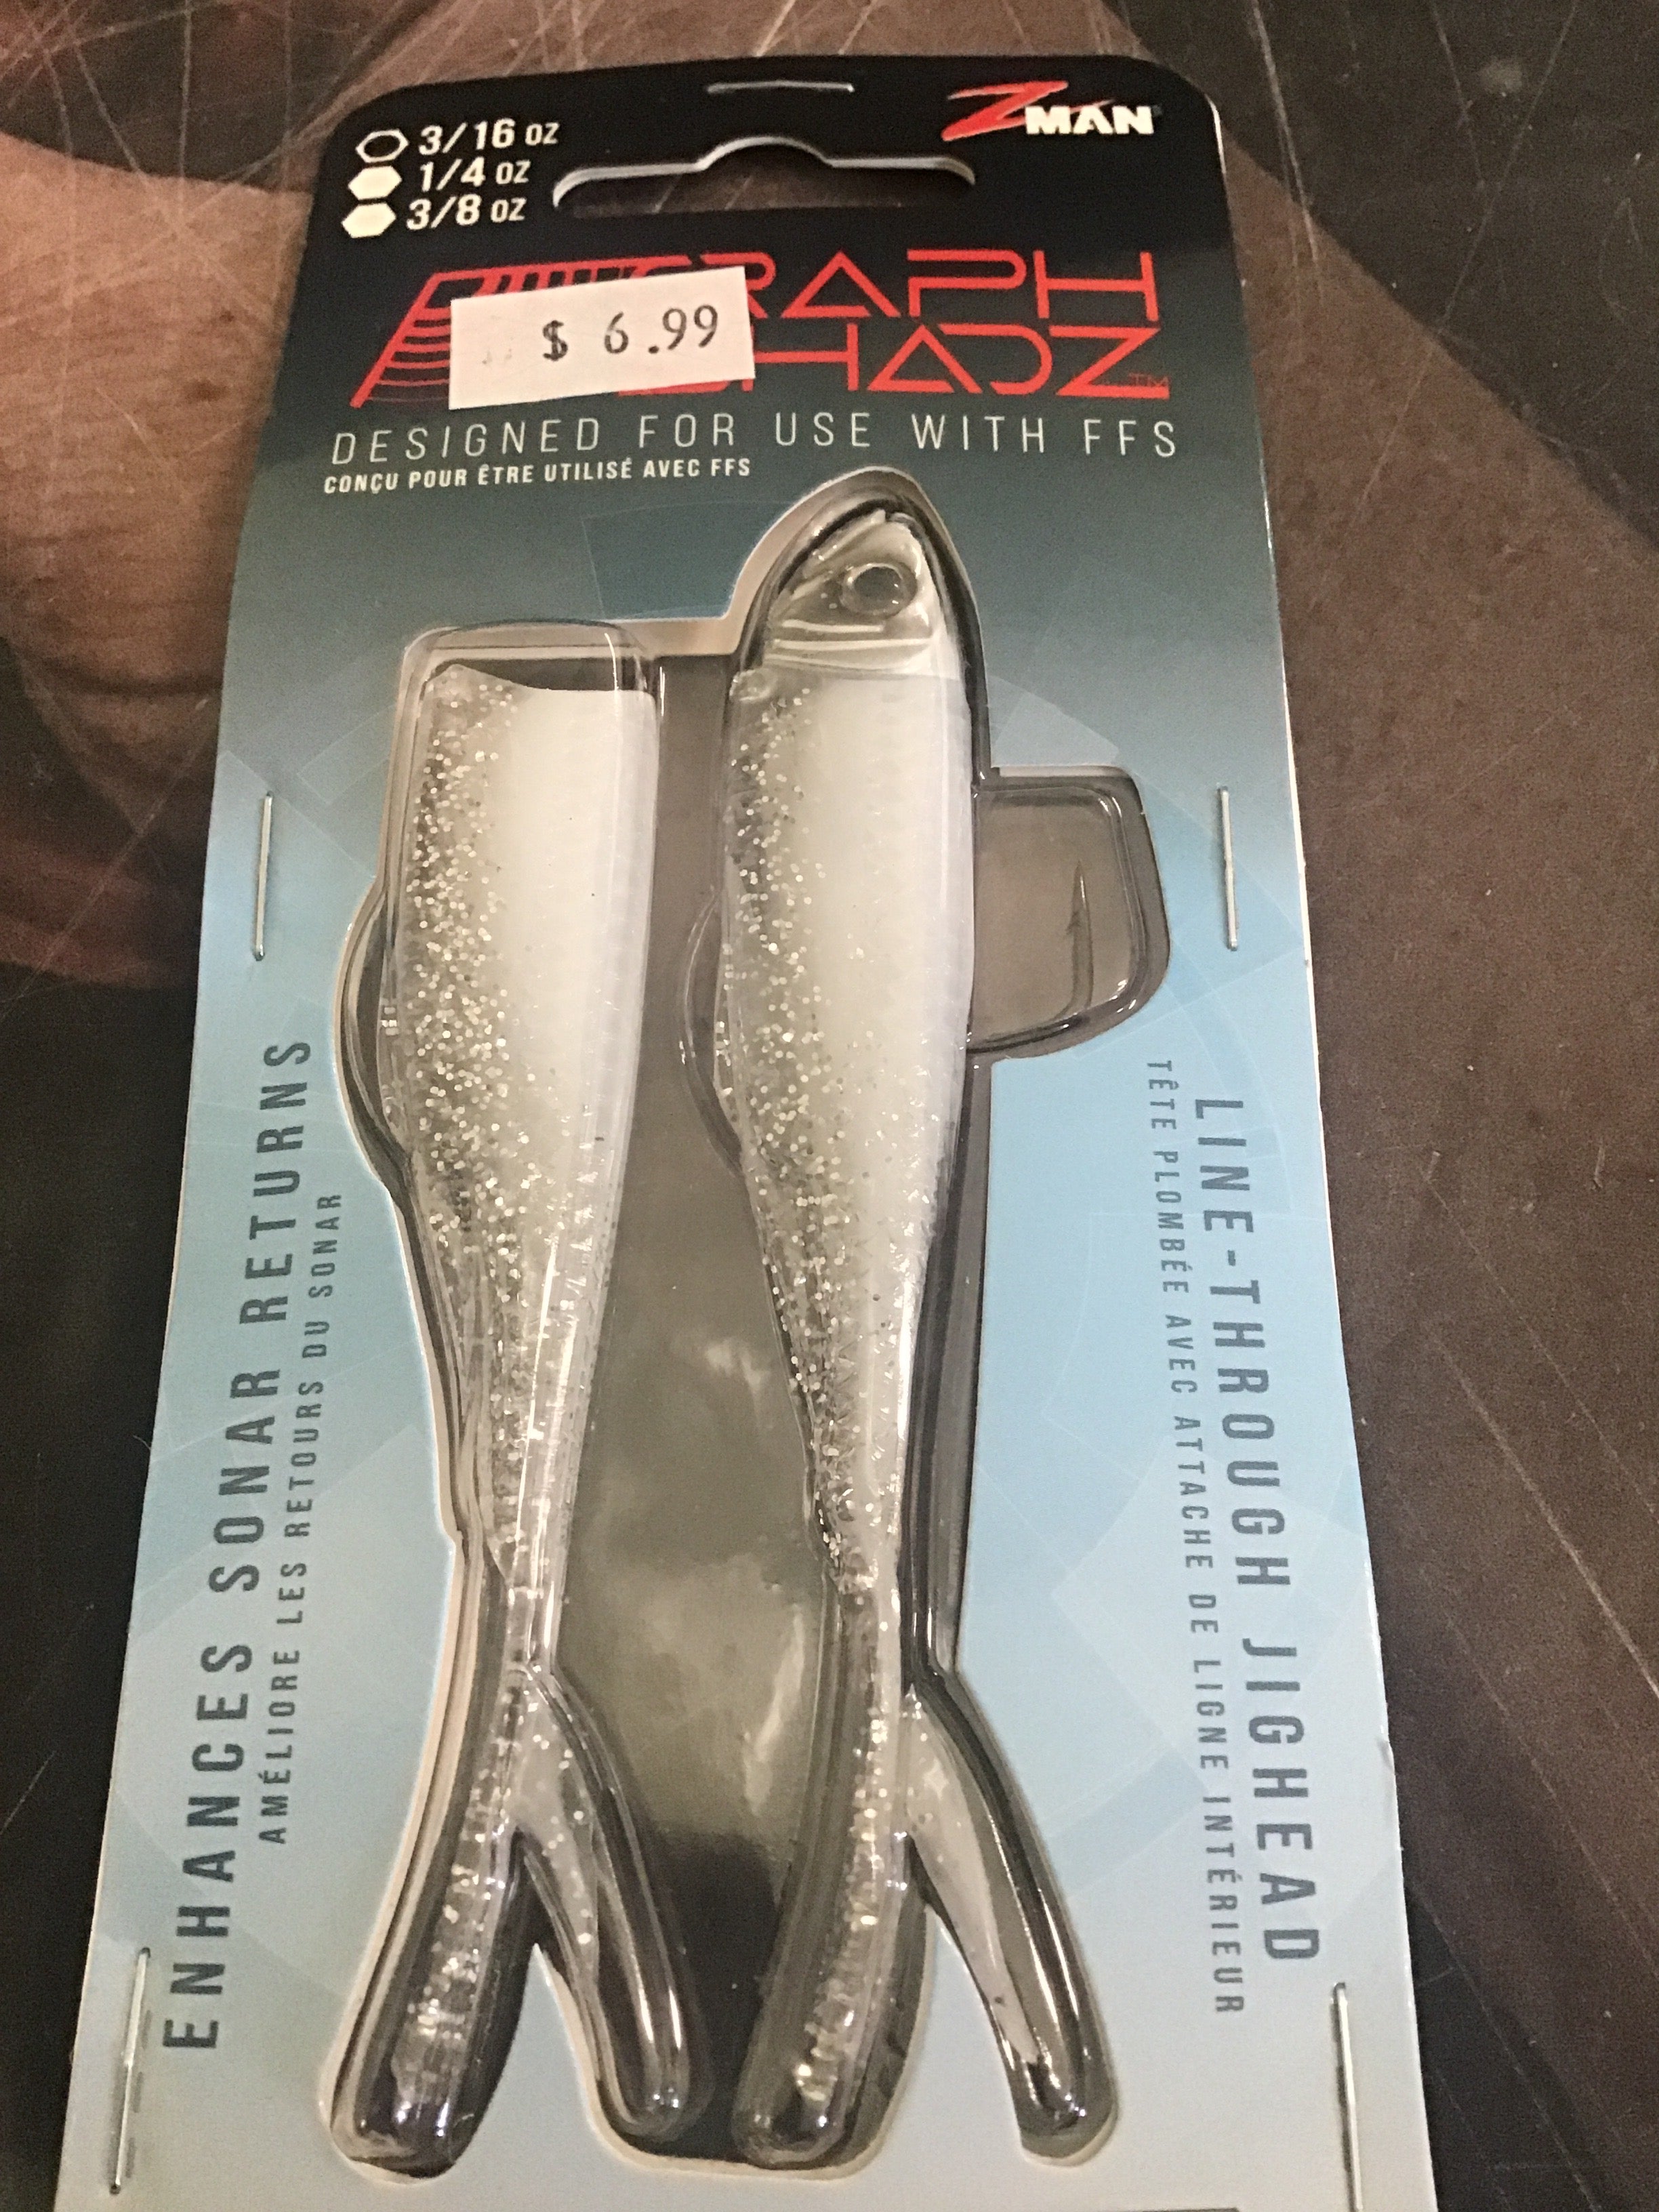 3/16 OZ
1/4 OZ
3/8 OZ
ZMAN
$ 6.99
DESIGNED FOR USE WITH FFS
CONÇU POUR ÊTRE UTILISÉ AVEC FFS
ENHANCES SONAR RETURNS
AMÉLIORE LES RETOURS DU SONAR
LINE-THROUGH JIGHEAD
TÊTE PLOMBÉE AVEC ATTACHE DE LIGNE INTÉRIEUR